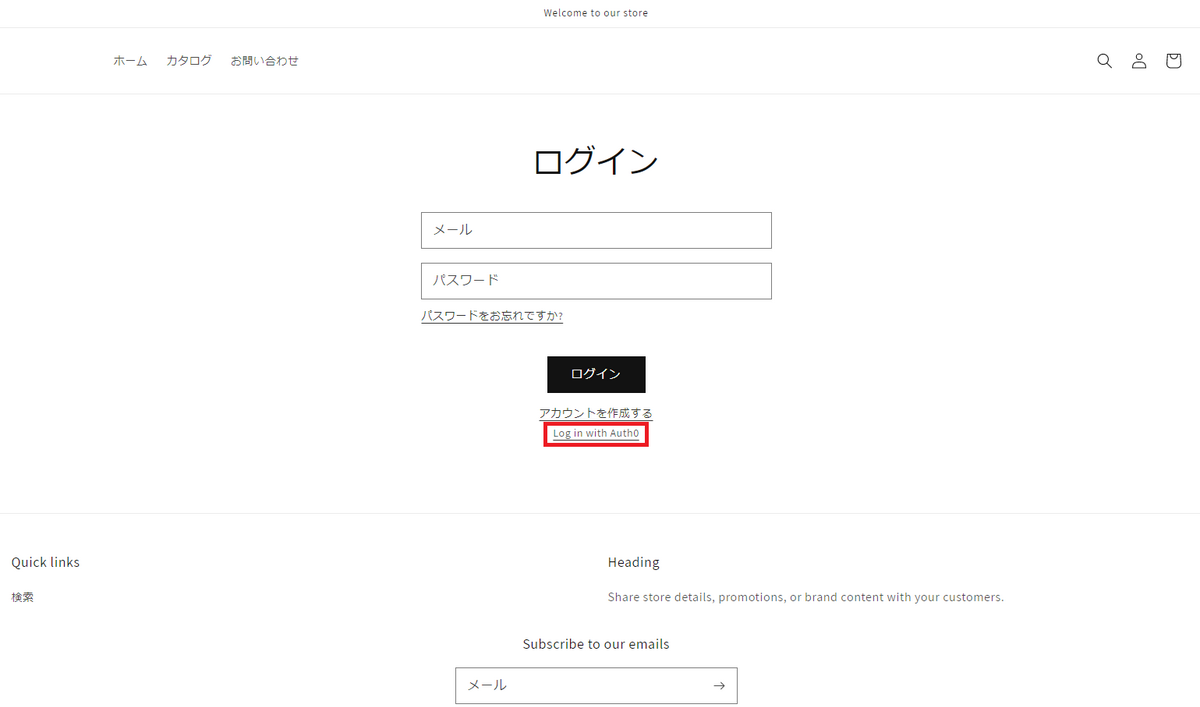 Welcome to our store
ホーム カタログ お問い合わせ
ログイン
メール
パスワード
パスワードをお忘れですか?
ログイン
アカウントを作成する
Log in with Auth0
Quick links
Heading
検索
Share store details, promotions, or brand content with your customers.
Subscribe to our emails
メール →